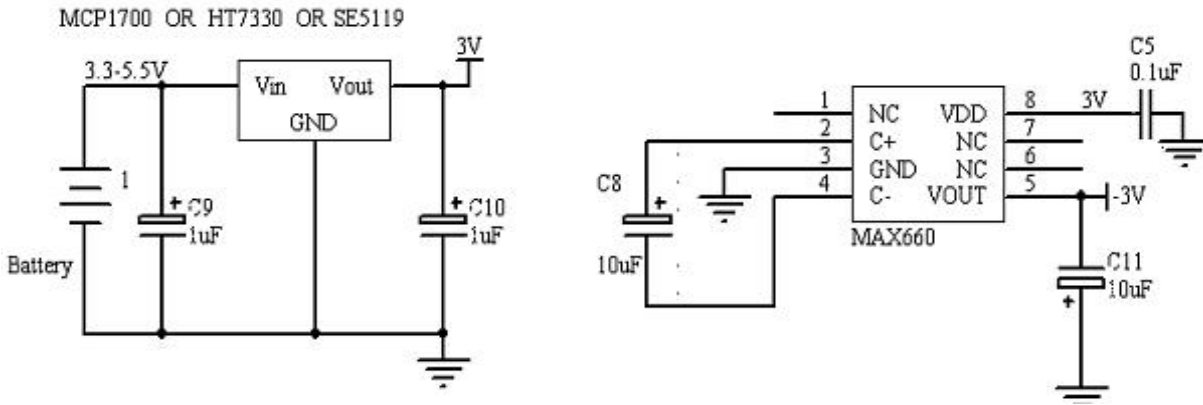 MCP1700 OR HT7330 OR SE5119
3.3-5.5V
Vin Vout
GND
3V
1
Battery
C9
1uF
C10
1uF
C5
0.1uF
3V
1 NC VDD 8
2 C+ NC 7
3 GND NC 6
4 C- VOUT 5
MAX660
C8
10uF
-3V
C11
10uF
+
+
+
+